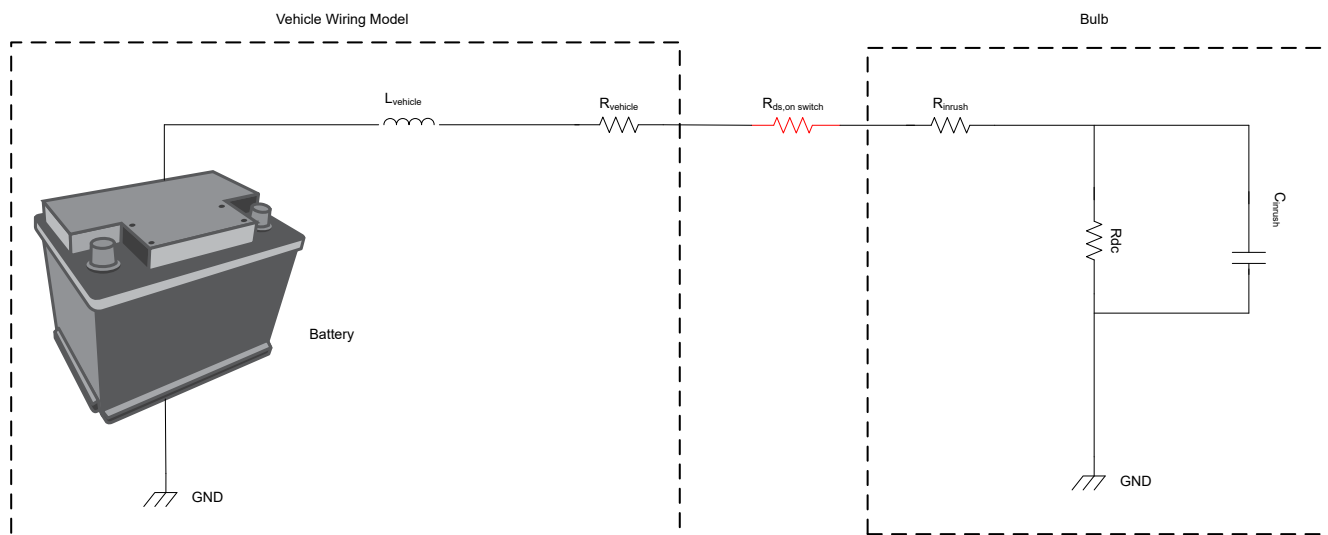 Vehicle Wiring Model
Bulb
Lvehicle
Rvehicle
Rds,on switch
Rinrush
Cinrush
Rdc
Battery
GND
GND